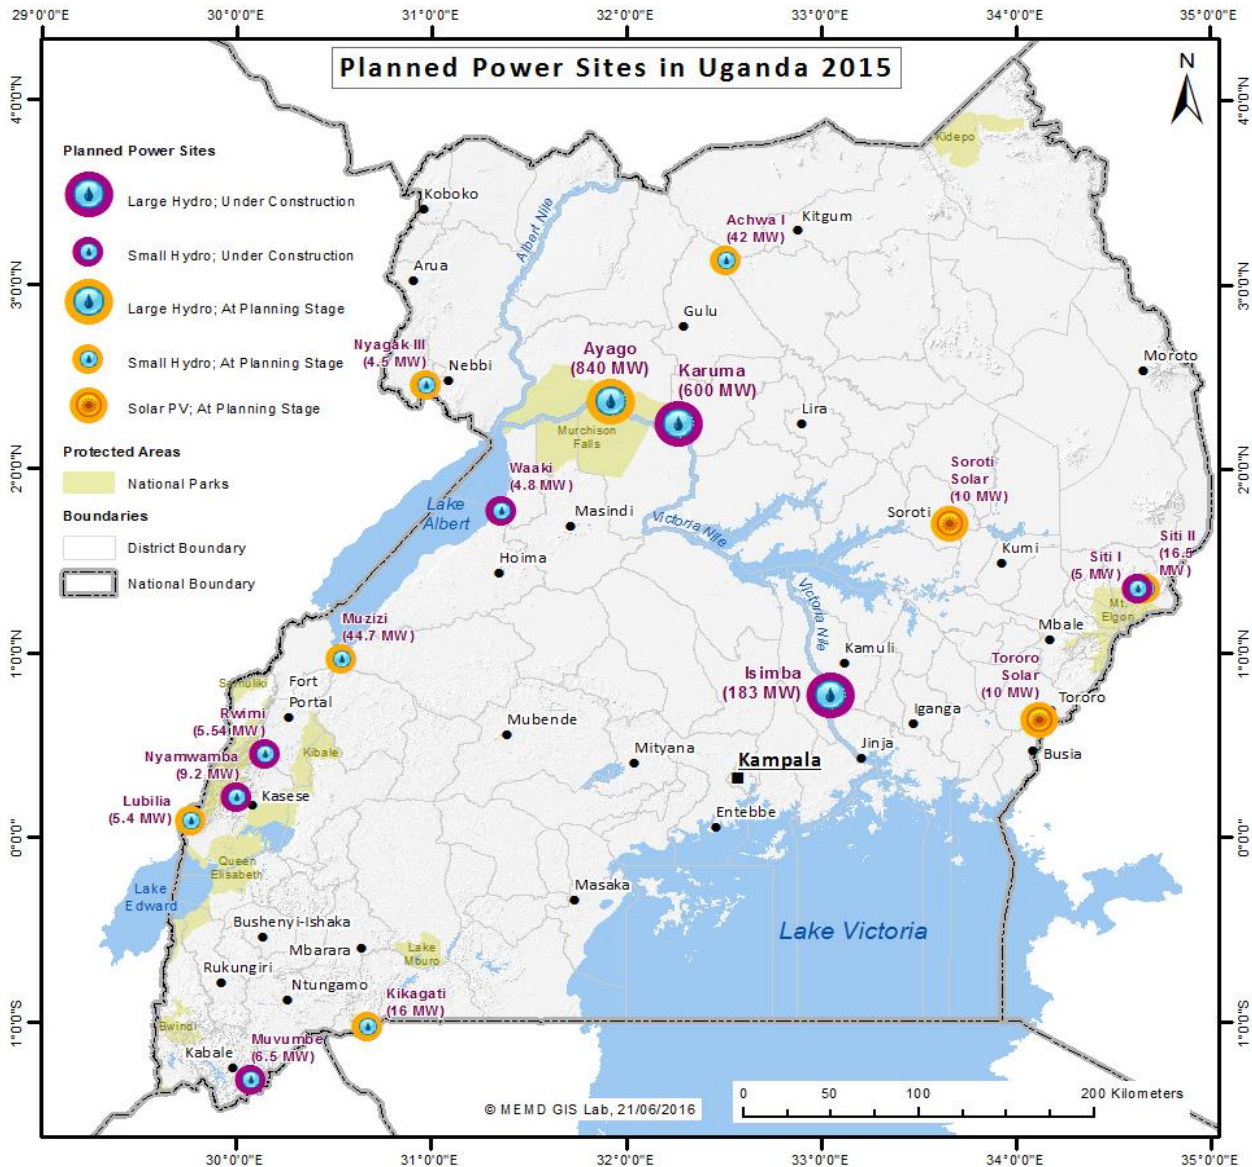 29°0'0"E 30°0'0"E 31°0'0"E 32°0'0"E 33°0'0"E 34°0'0"E 35°0'0"E
Planned Power Sites in Uganda 2015
N
4°0'0"N
4°0'0"N
3°0'0"N
3°0'0"N
2°0'0"N
2°0'0"N
1°0'0"N
1°0'0"N
0°0'0"
0°0'0"
1°0'0"S
1°0'0"S
Planned Power Sites
Large Hydro; Under Construction
Small Hydro; Under Construction
Large Hydro; At Planning Stage
Small Hydro; At Planning Stage
Solar PV; At Planning Stage
Protected Areas
National Parks
Boundaries
District Boundary
National Boundary
Kidepo
Koboko
Albert Nile
Achwa I
(42 MW)
Kitgum
Arua
Gulu
Nyagak III
(4.5 MW)
Nebbi
Ayago
(840 MW)
Karuma
(600 MW)
Moroto
Lira
Murchison
Falls
Waaki
(4.8 MW)
Soroti
Solar
(10 MW)
Lake
Albert
Masindi
Victoria Nile
Soroti
Hoima
Kumi
Siti I
(5 MW)
Siti II
(16.5
MW)
Mt.
Elgon
Victoria Nile
Muzizi
(44.7 MW)
Mbale
Kamuli
Isimba
(183 MW)
Tororo
Solar
(10 MW)
Tororo
Semuliki
Fort
Portal
Rwimi
(5.54 MW)
Mubende
Iganga
Kibale
Nyamwamba
(9.2 MW)
Mityana
Jinja
Busia
Kampala
Kasese
Lubilia
(5.4 MW)
Entebbe
Queen
Elisabeth
Lake
Edward
Masaka
Bushenyi-Ishaka
Mbarara
Lake
Mburo
Lake Victoria
Rukungiri
Ntungamo
Kikagati
(16 MW)
Bwindi
Muvumbe
(6.5 MW)
Kabale
0 50 100 200 Kilometers
© MEMD GIS Lab, 21/06/2016
30°0'0"E 31°0'0"E 32°0'0"E 33°0'0"E 34°0'0"E 35°0'0"E